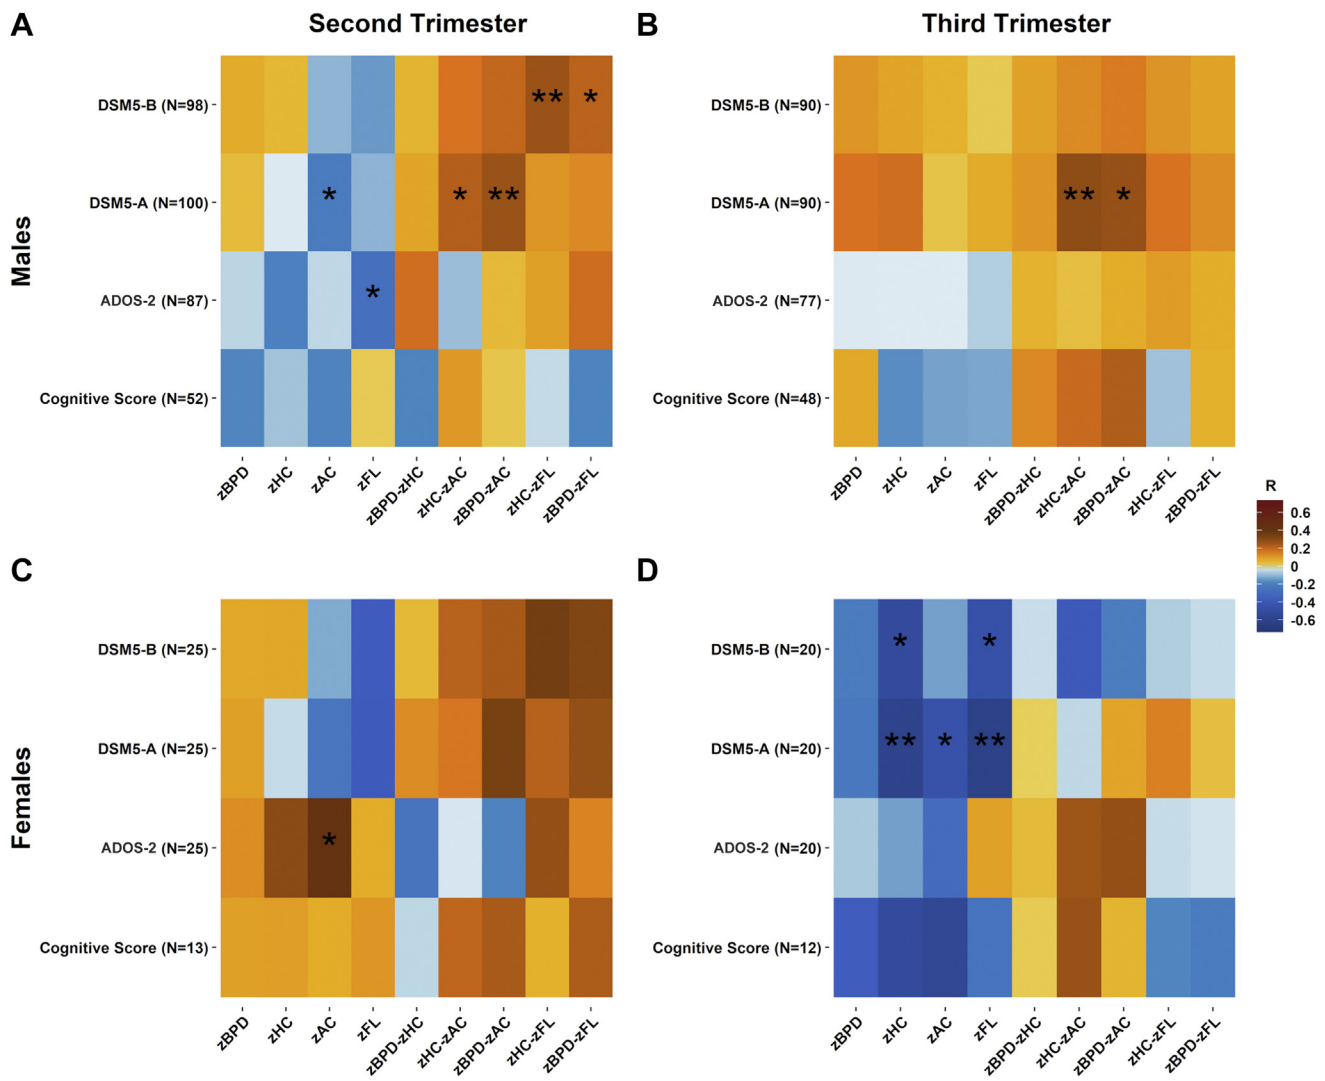 A
Second Trimester
B
Third Trimester
Males
DSM5-B (N=98)
**
*
DSM5-A (N=100)
*
*
**
ADOS-2 (N=87)
*
Cognitive Score (N=52)
zBPD
zHC
zAC
zFL
zBPD-zHC
zHC-zAC
zBPD-zAC
zHC-zFL
zBPD-zFL
DSM5-B (N=90)
DSM5-A (N=90)
**
*
ADOS-2 (N=77)
Cognitive Score (N=48)
zBPD
zHC
zAC
zFL
zBPD-zHC
zHC-zAC
zBPD-zAC
zHC-zFL
zBPD-zFL
R
0.6
0.4
0.2
0
-0.2
-0.4
-0.6
C
D
Females
DSM5-B (N=25)
DSM5-A (N=25)
ADOS-2 (N=25)
*
Cognitive Score (N=13)
zBPD
zHC
zAC
zFL
zBPD-zHC
zHC-zAC
zBPD-zAC
zHC-zFL
zBPD-zFL
DSM5-B (N=20)
*
*
DSM5-A (N=20)
**
*
**
ADOS-2 (N=20)
Cognitive Score (N=12)
zBPD
zHC
zAC
zFL
zBPD-zHC
zHC-zAC
zBPD-zAC
zHC-zFL
zBPD-zFL